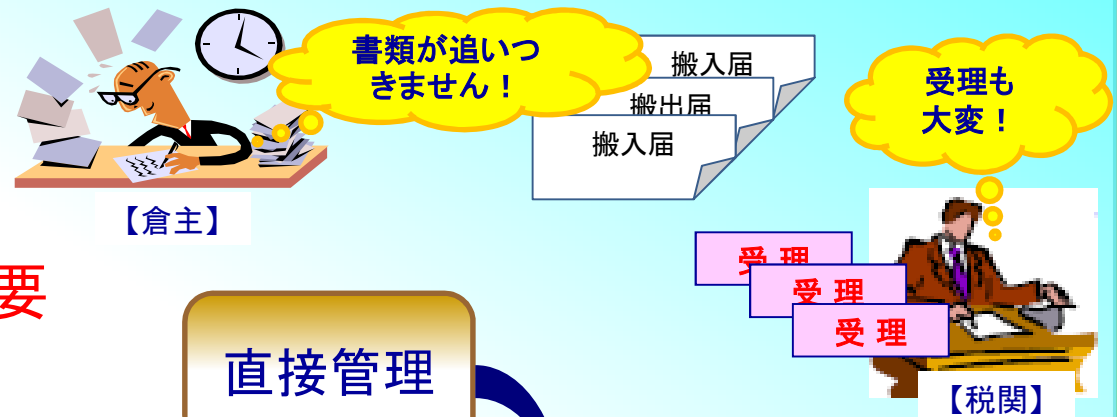 書類が追いつ
きません！
搬入届
搬出届
搬入届
受理も
大変！
【倉主】
受 理
受 理
受 理
要
直接管理
【税関】